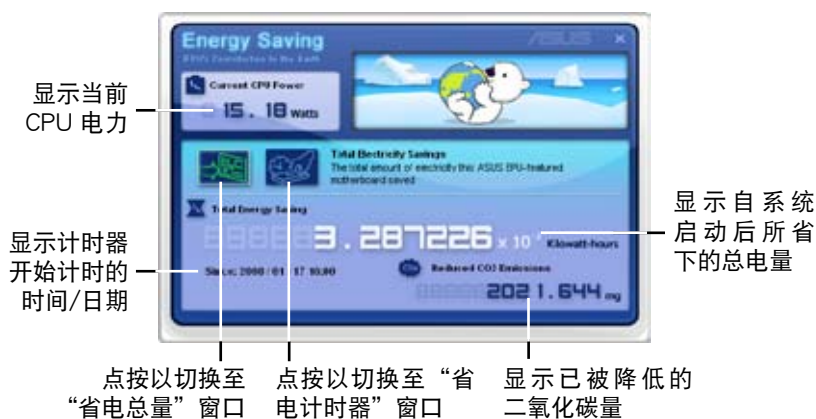 Energy Saving
ASUS
Current CPU Power
15.18 Watts
Total Electricity Savings
The total amount of electricity this ASUS EPU-featured
motherboard saved
Total Energy Saving
3.287226 x 10 Kilowatt-hours
Reduced CO2 Emissions
2021.644 mg
显示当前
CPU 电力
显示计时器
开始计时的
时间/日期
显示自系统
启动后所省
下的总电量
点按以切换至
“省电总量”窗口
点按以切换至“省
电计时器”窗口
显示已被降低的
二氧化碳量